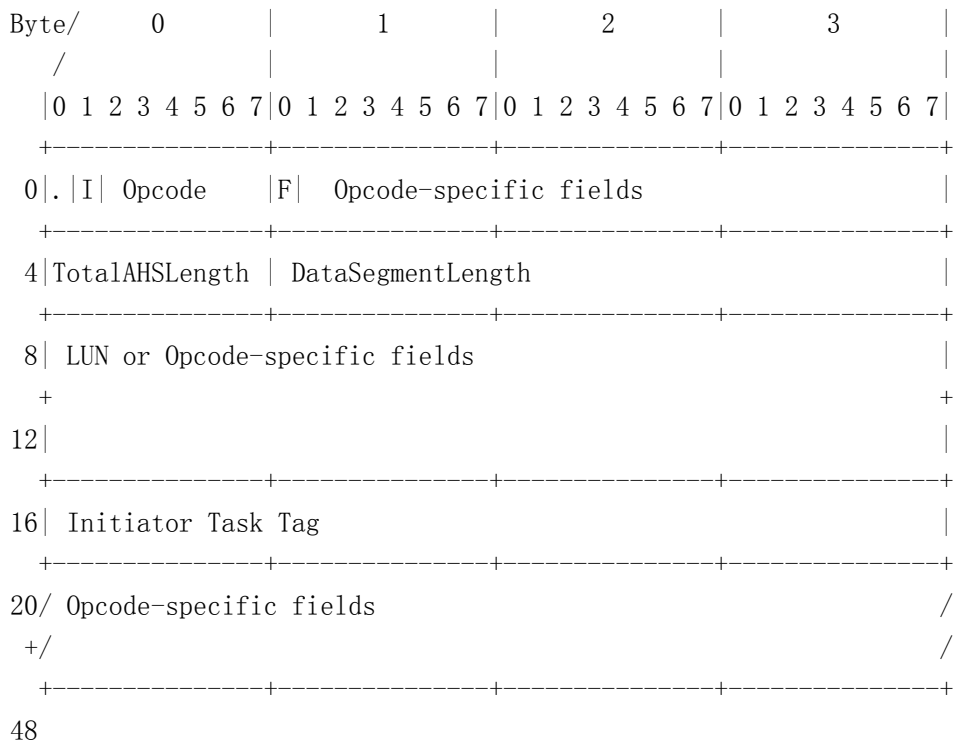 Byte/     0       |       1       |       2       |       3       |
   /              |               |               |               |
  |0 1 2 3 4 5 6 7|0 1 2 3 4 5 6 7|0 1 2 3 4 5 6 7|0 1 2 3 4 5 6 7|
  +---------------+---------------+---------------+---------------+
 0|.|I| Opcode    |F|  Opcode-specific fields                     |
  +---------------+---------------+---------------+---------------+
 4|TotalAHSLength | DataSegmentLength                             |
  +---------------+---------------+---------------+---------------+
 8| LUN or Opcode-specific fields                                 |
  +                                                               +
12|                                                               |
  +---------------+---------------+---------------+---------------+
16| Initiator Task Tag                                            |
  +---------------+---------------+---------------+---------------+
20/ Opcode-specific fields                                        /
 +/                                                               /
  +---------------+---------------+---------------+---------------+
48